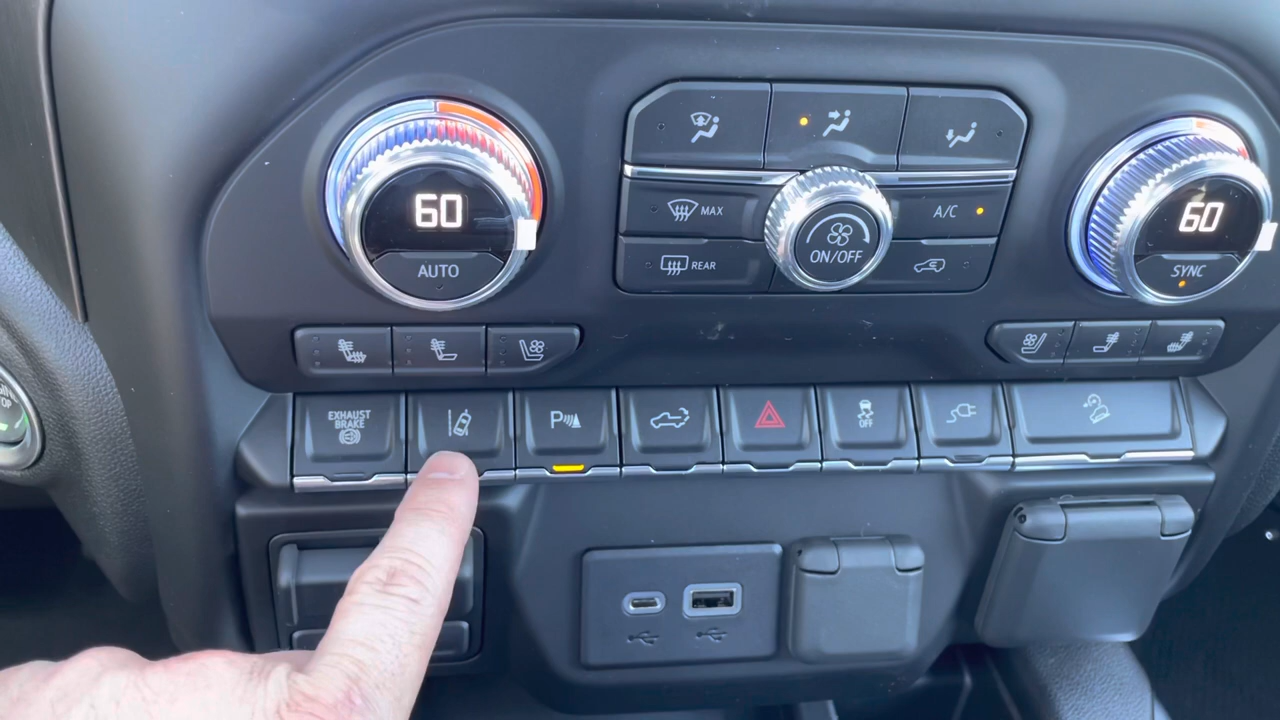 60
AUTO
MAX
REAR
ON/OFF
A/C
60
SYNC
EXHAUST
BRAKE
P
OFF